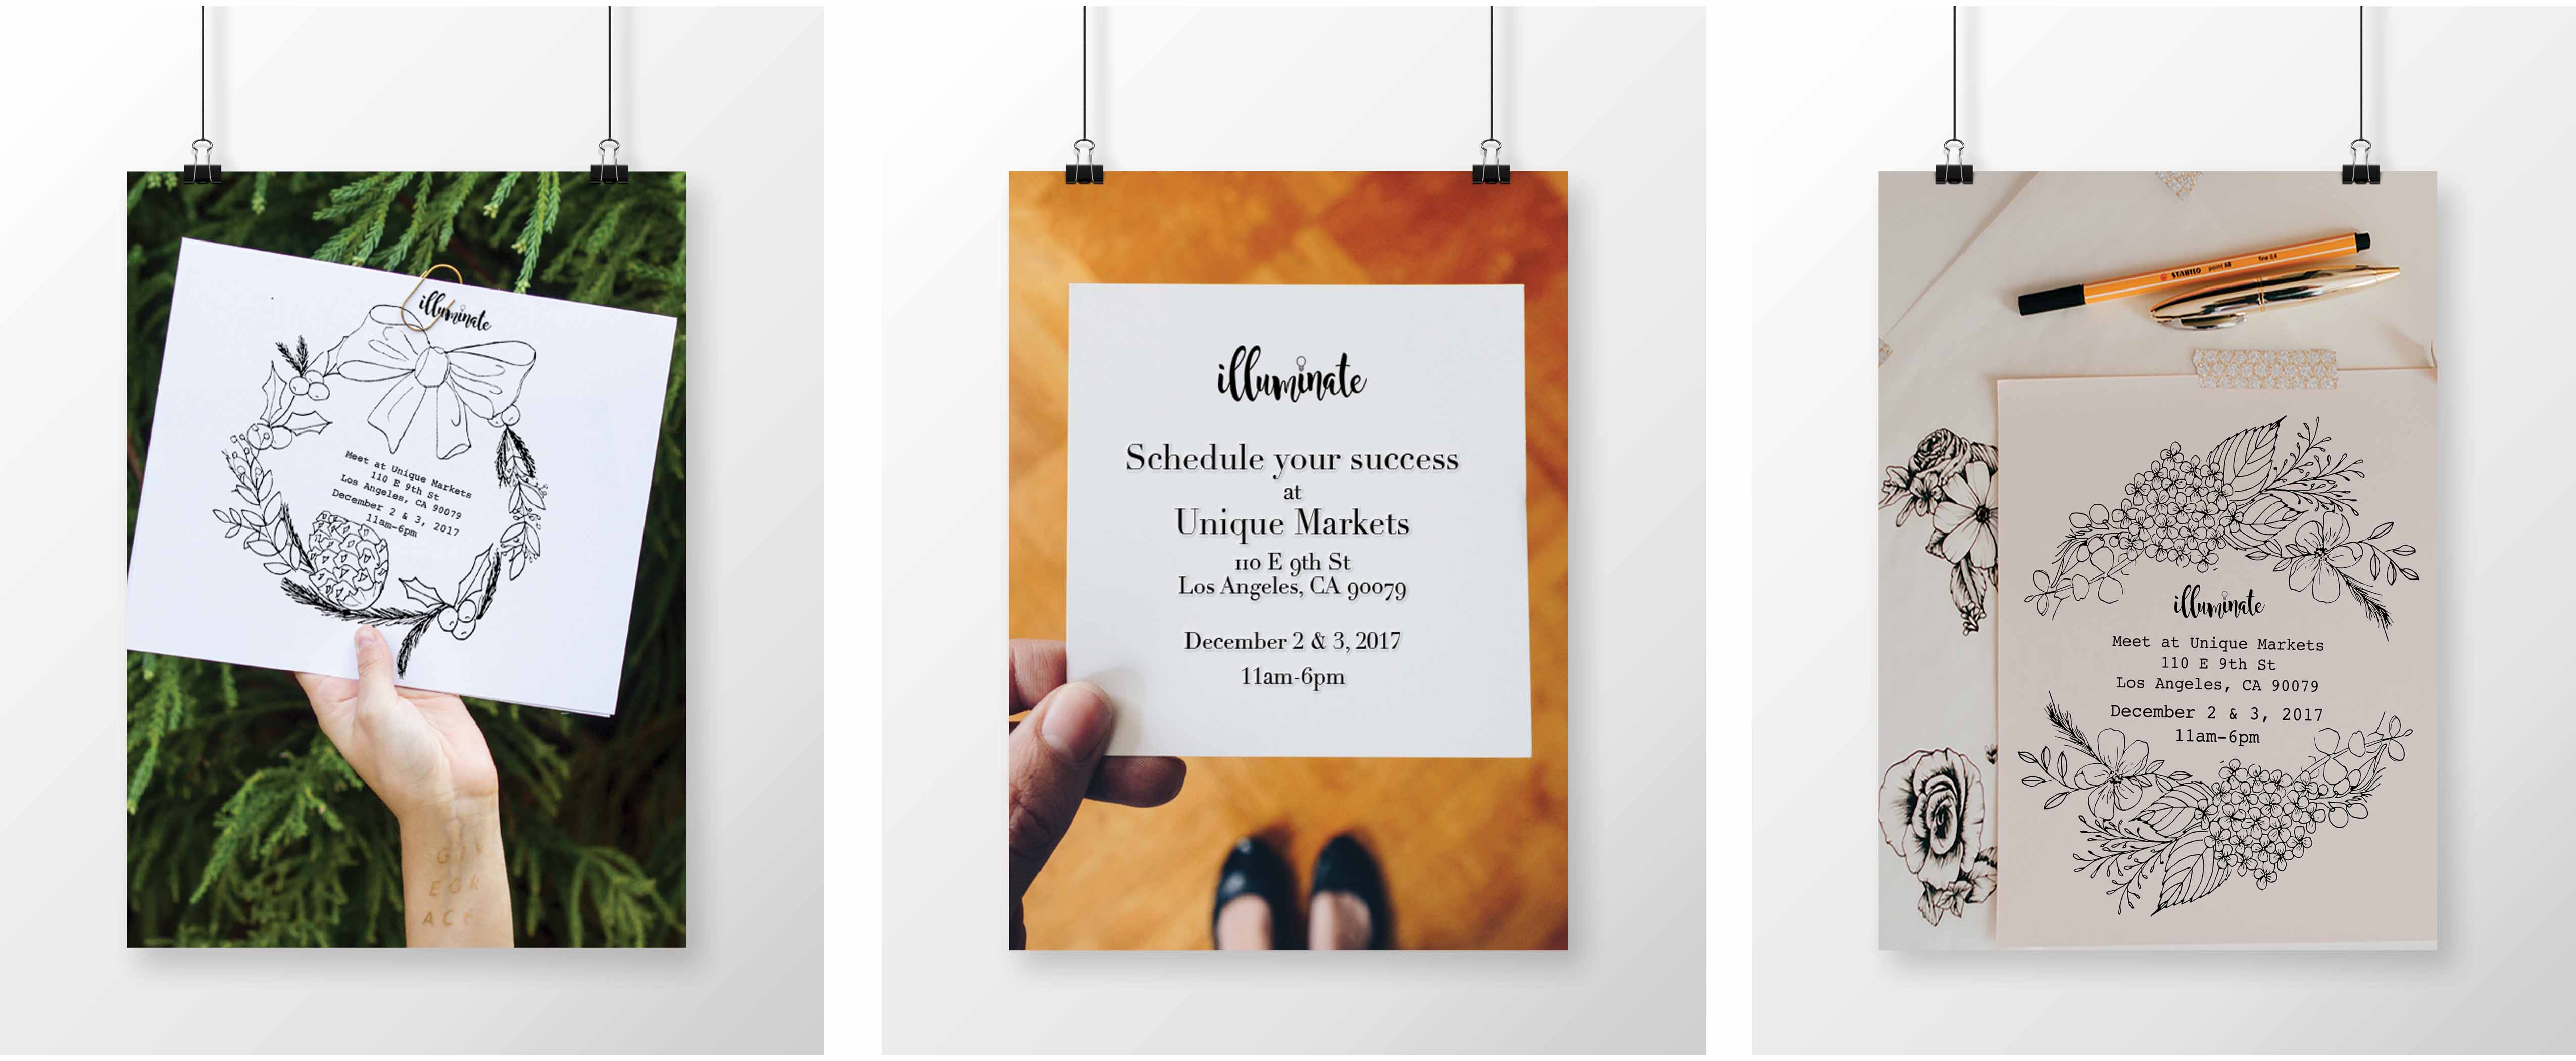 illuminate
Meet at Unique Markets
110 E 9th St
Los Angeles, CA 90079
December 2 & 3, 2017
11am-6pm
illuminate
Schedule your success
at
Unique Markets
110 E 9th St
Los Angeles, CA 90079
December 2 & 3, 2017
11am-6pm
STABILO point 88 fine 0,4
illuminate
Meet at Unique Markets
110 E 9th St
Los Angeles, CA 90079
December 2 & 3, 2017
11am-6pm